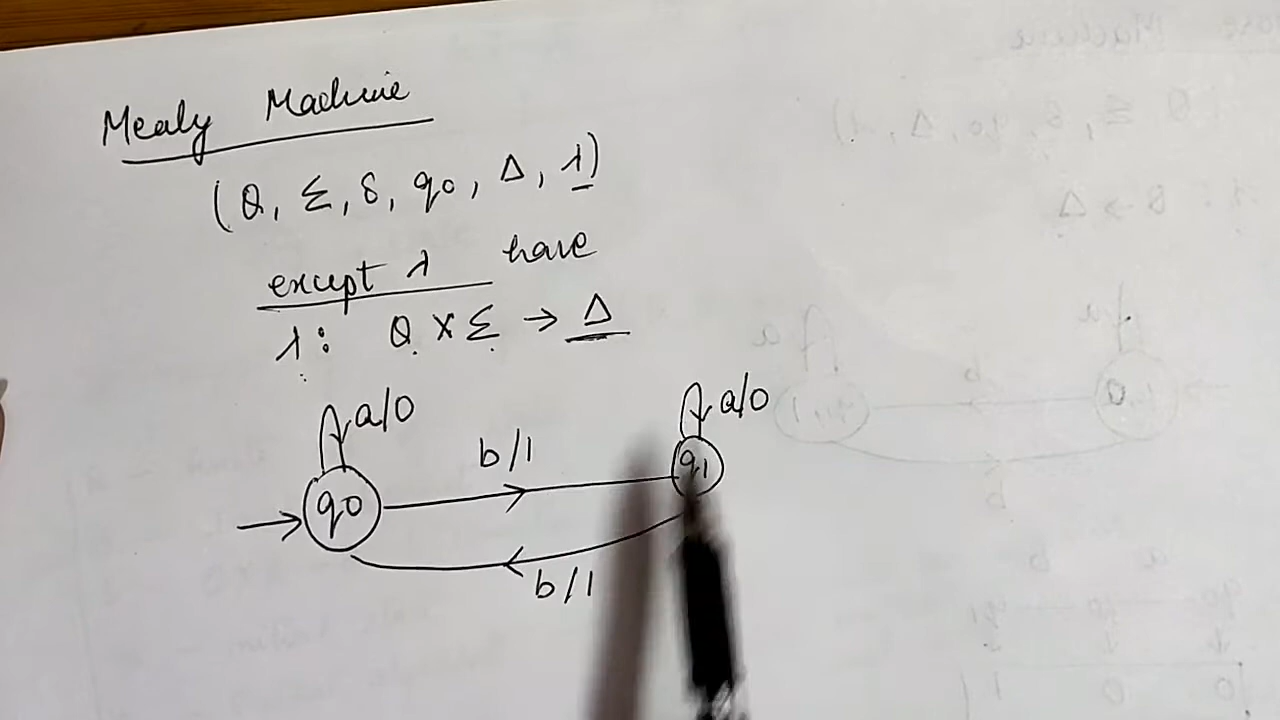 Mealy Machine
(Q, Σ, δ, q0, Δ, λ)
except λ have
λ: Q × Σ → Δ
a/0
a/0
b/1
q0
q1
b/1